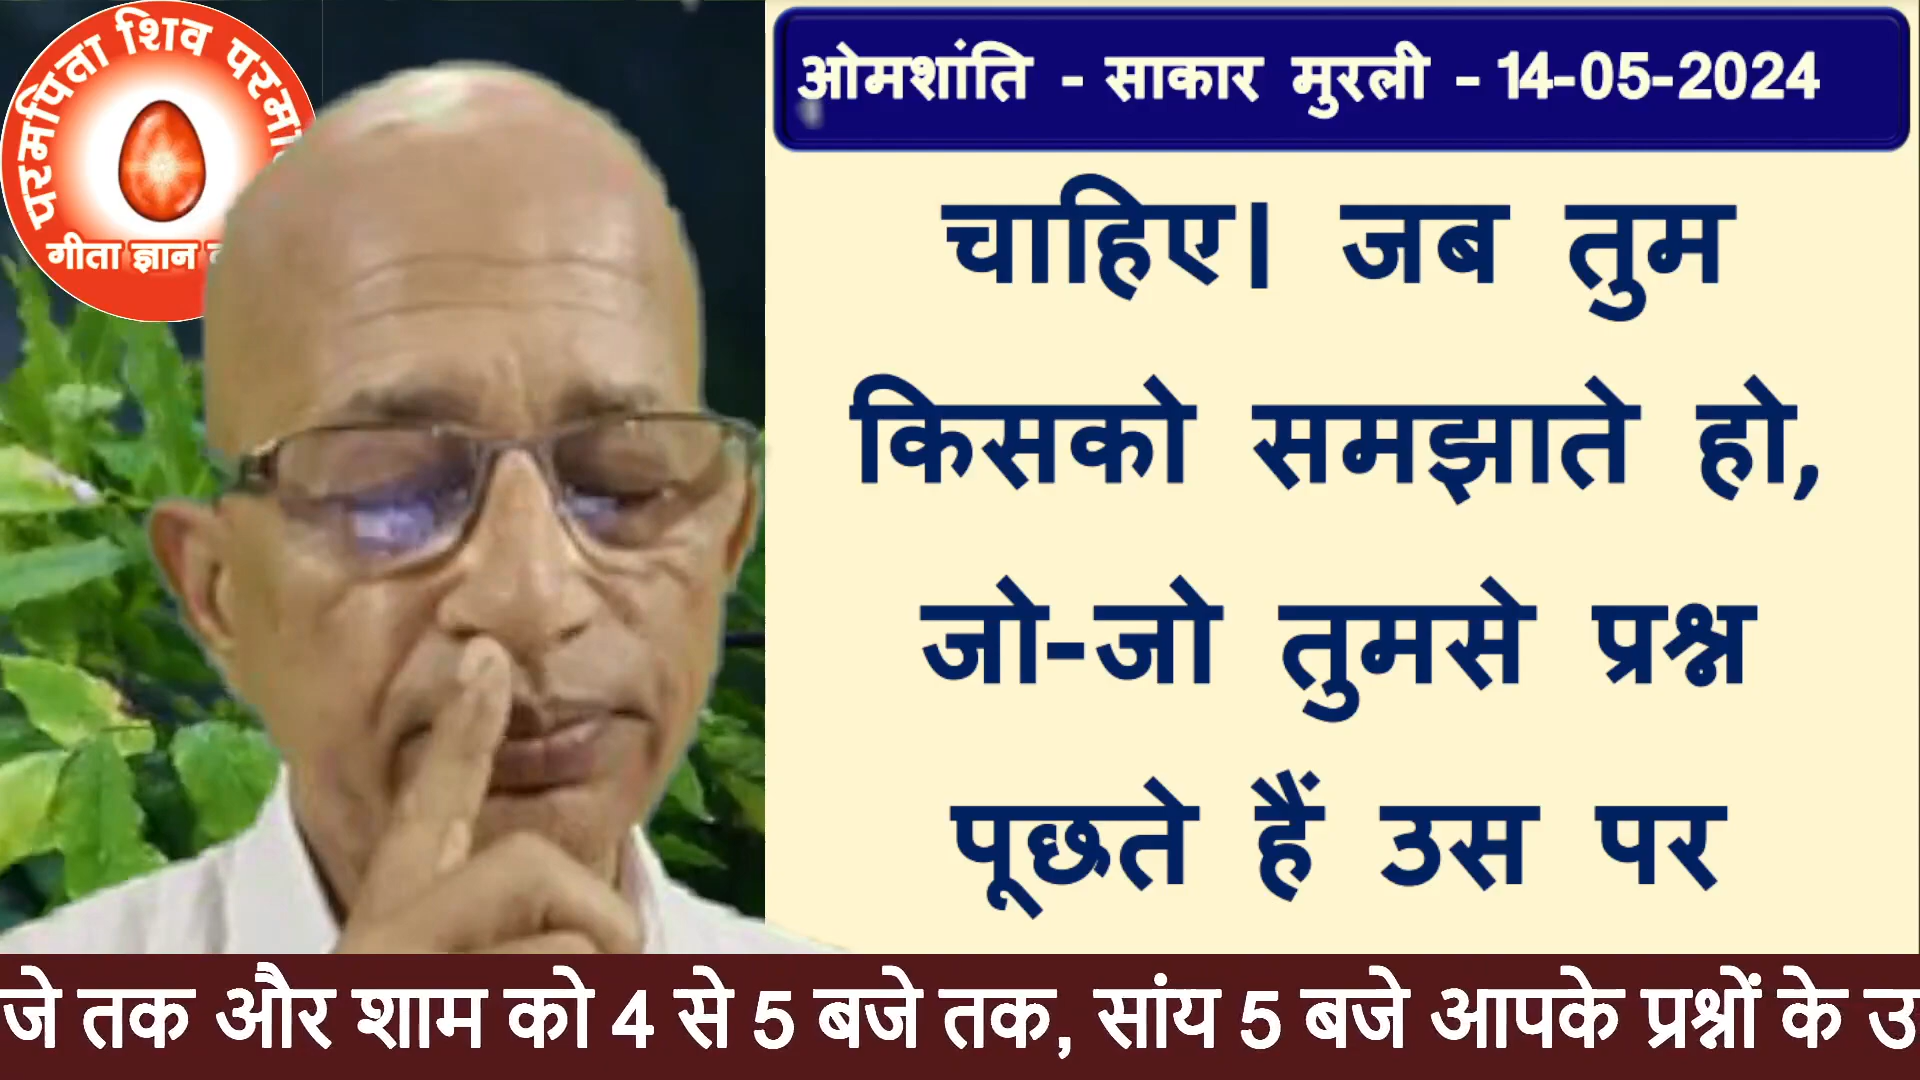 परमपिता शिव
गीता ज्ञान
ओमशांति - साकार मुरली - 14-05-2024
चाहिए। जब तुम
किसको समझाते हो,
जो-जो तुमसे प्रश्न
पूछते हैं उस पर
जे तक और शाम को 4 से 5 बजे तक, सांय 5 बजे आपके प्रश्नों के उ